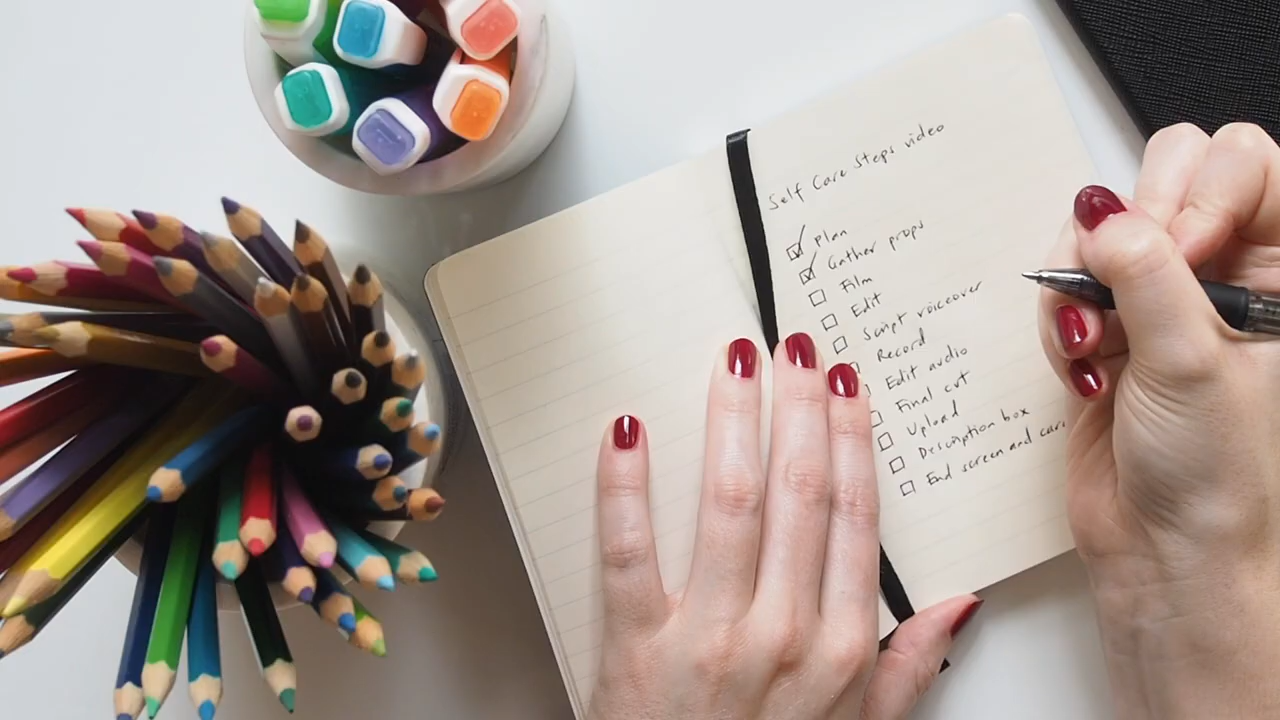 Self Care Steps video
Plan
Gather props
Film
Edit
Script voiceover
Record
Edit audio
Final cut
Upload
Description box
End screen and